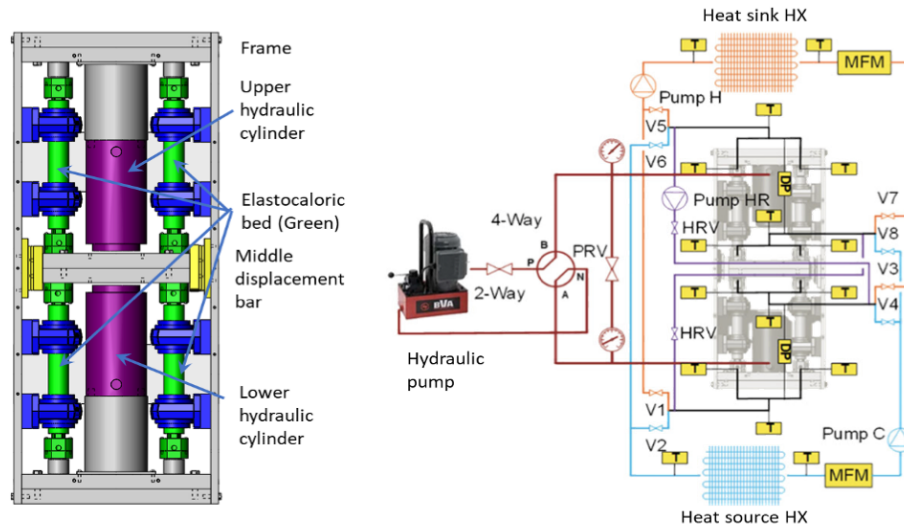 Frame
Upper
hydraulic
cylinder
Elastocaloric
bed (Green)
Middle
displacement
bar
Lower
hydraulic
cylinder
Heat sink HX
T
T
MFM
Pump H
T
V5
V6
T
T
DP
Pump HR
T
V7
4-Way
B
P
N
A
PRV
HRV
T
T
V8
2-Way
V3
BVA
T
T
V4
T
HRV
DP
Hydraulic
pump
T
T
V1
T
V2
Pump C
T
T
MFM
Heat source HX